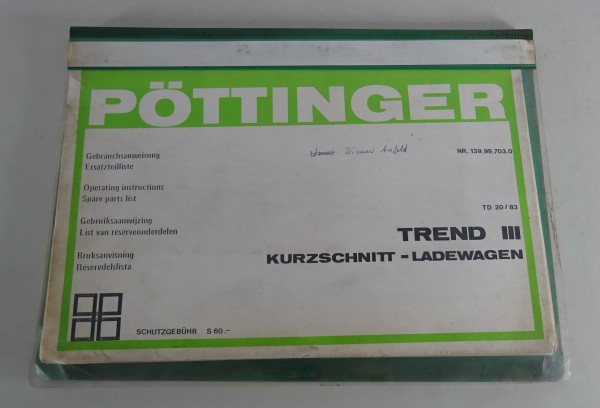 PÖTTINGER
Gebrauchsanweisung
Ersatzteilliste
NR. 139.99,703.0
Operating instructions
Spare parts list
TD 20/83
Gebruiksaanwijzing
List van reserveonderdelen
TREND III
KURZSCHNITT - LADEWAGEN
Bruksanvisning
Reservdelslista
SCHUTZGEBÜHR S 60.-